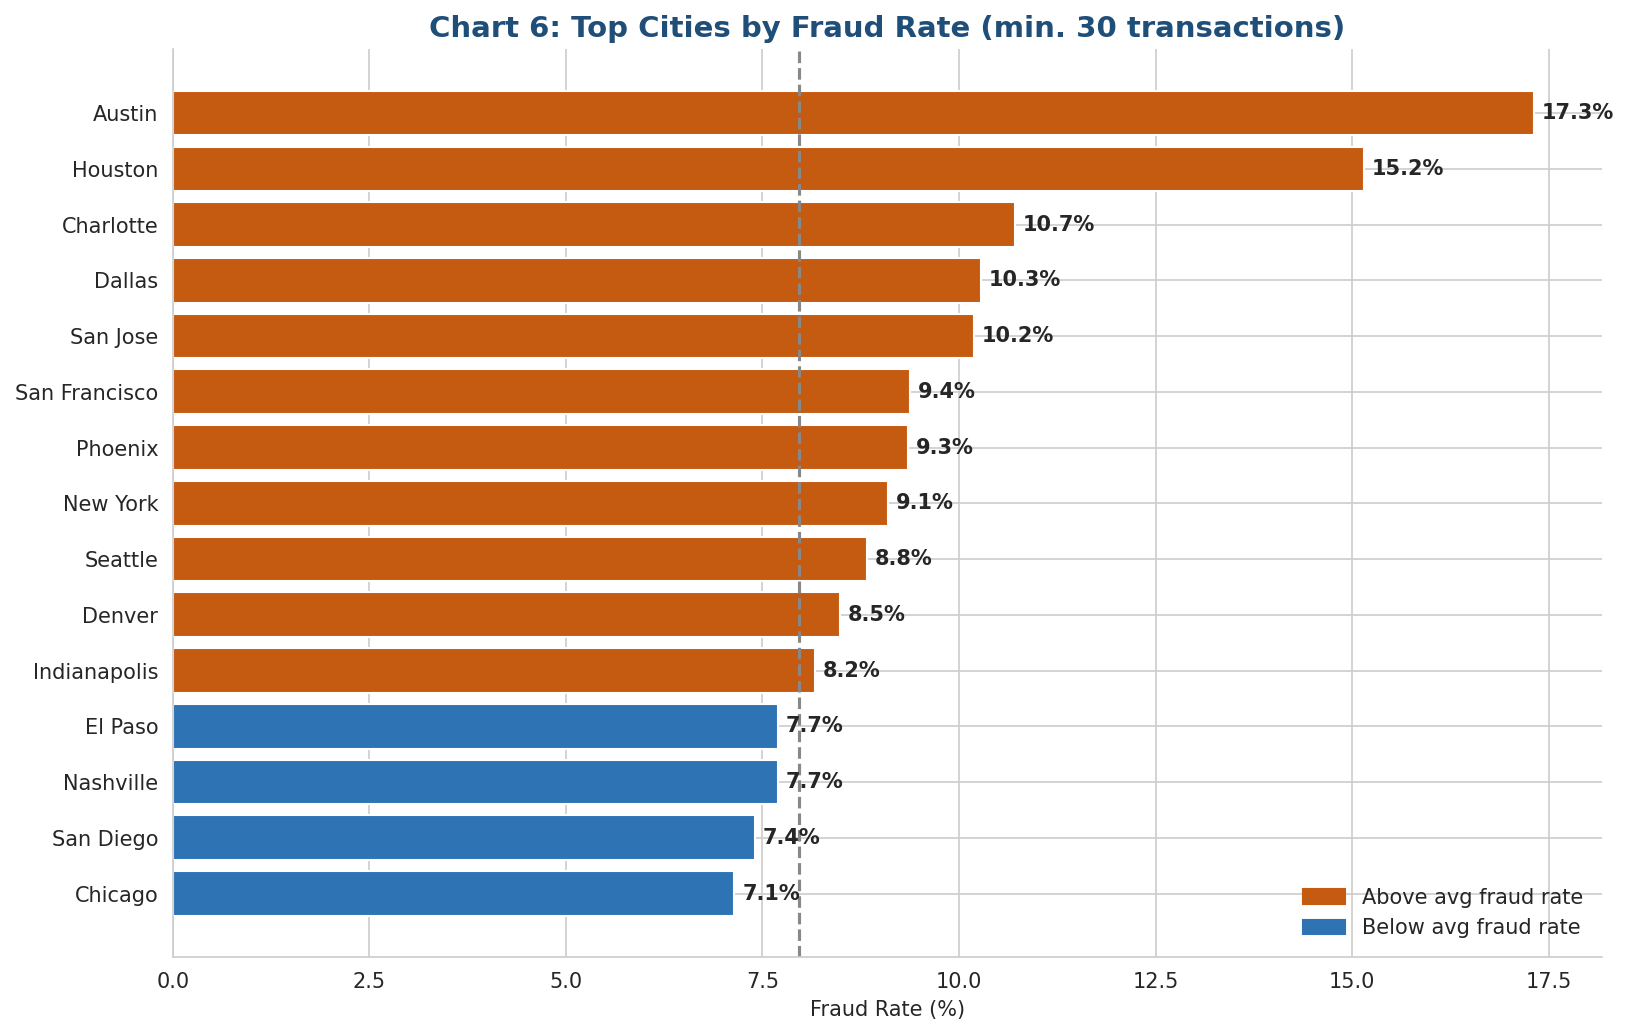 Chart 6: Top Cities by Fraud Rate (min. 30 transactions)
Austin 17.3%
Houston 15.2%
Charlotte 10.7%
Dallas 10.3%
San Jose 10.2%
San Francisco 9.4%
Phoenix 9.3%
New York 9.1%
Seattle 8.8%
Denver 8.5%
Indianapolis 8.2%
El Paso 7.7%
Nashville 7.7%
San Diego 7.4%
Chicago 7.1%
Above avg fraud rate
Below avg fraud rate
0.0 2.5 5.0 7.5 10.0 12.5 15.0 17.5
Fraud Rate (%)